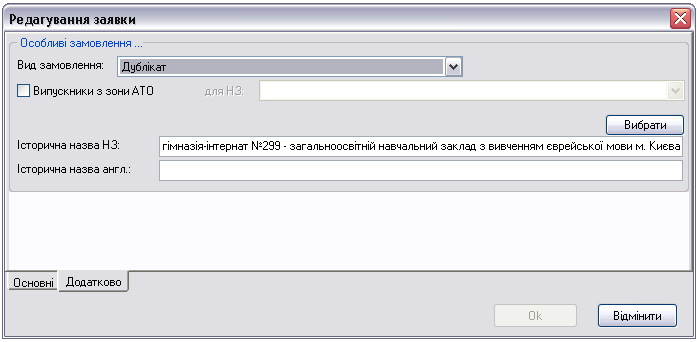 Редагування заявки
Особливі замовлення ...
Вид замовлення: Дублікат
Випускники з зони АТО для НЗ:
Вибрати
Історична назва НЗ: гімназія-інтернат №299 - загальноосвітній навчальний заклад з вивченням єврейської мови м. Києва
Історична назва англ.:
Основні Додатково
Ok Відмінити